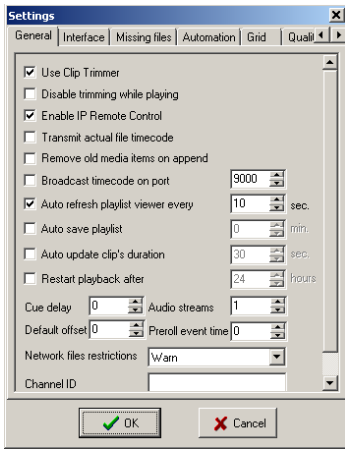 Settings
General Interface Missing files Automation Grid
Use Clip Trimmer
Disable trimming while playing
Enable IP Remote Control
Transmit actual file timecode
Remove old media items on append
Broadcast timecode on port 9000
Auto refresh playlist viewer every 10 sec.
Auto save playlist 0 min.
Auto update clip's duration 30 sec.
Restart playback after 24 hours
Cue delay 0 Audio streams 1
Default offset 0 Preroll event time 0
Network files restrictions Warn
Channel ID
OK Cancel